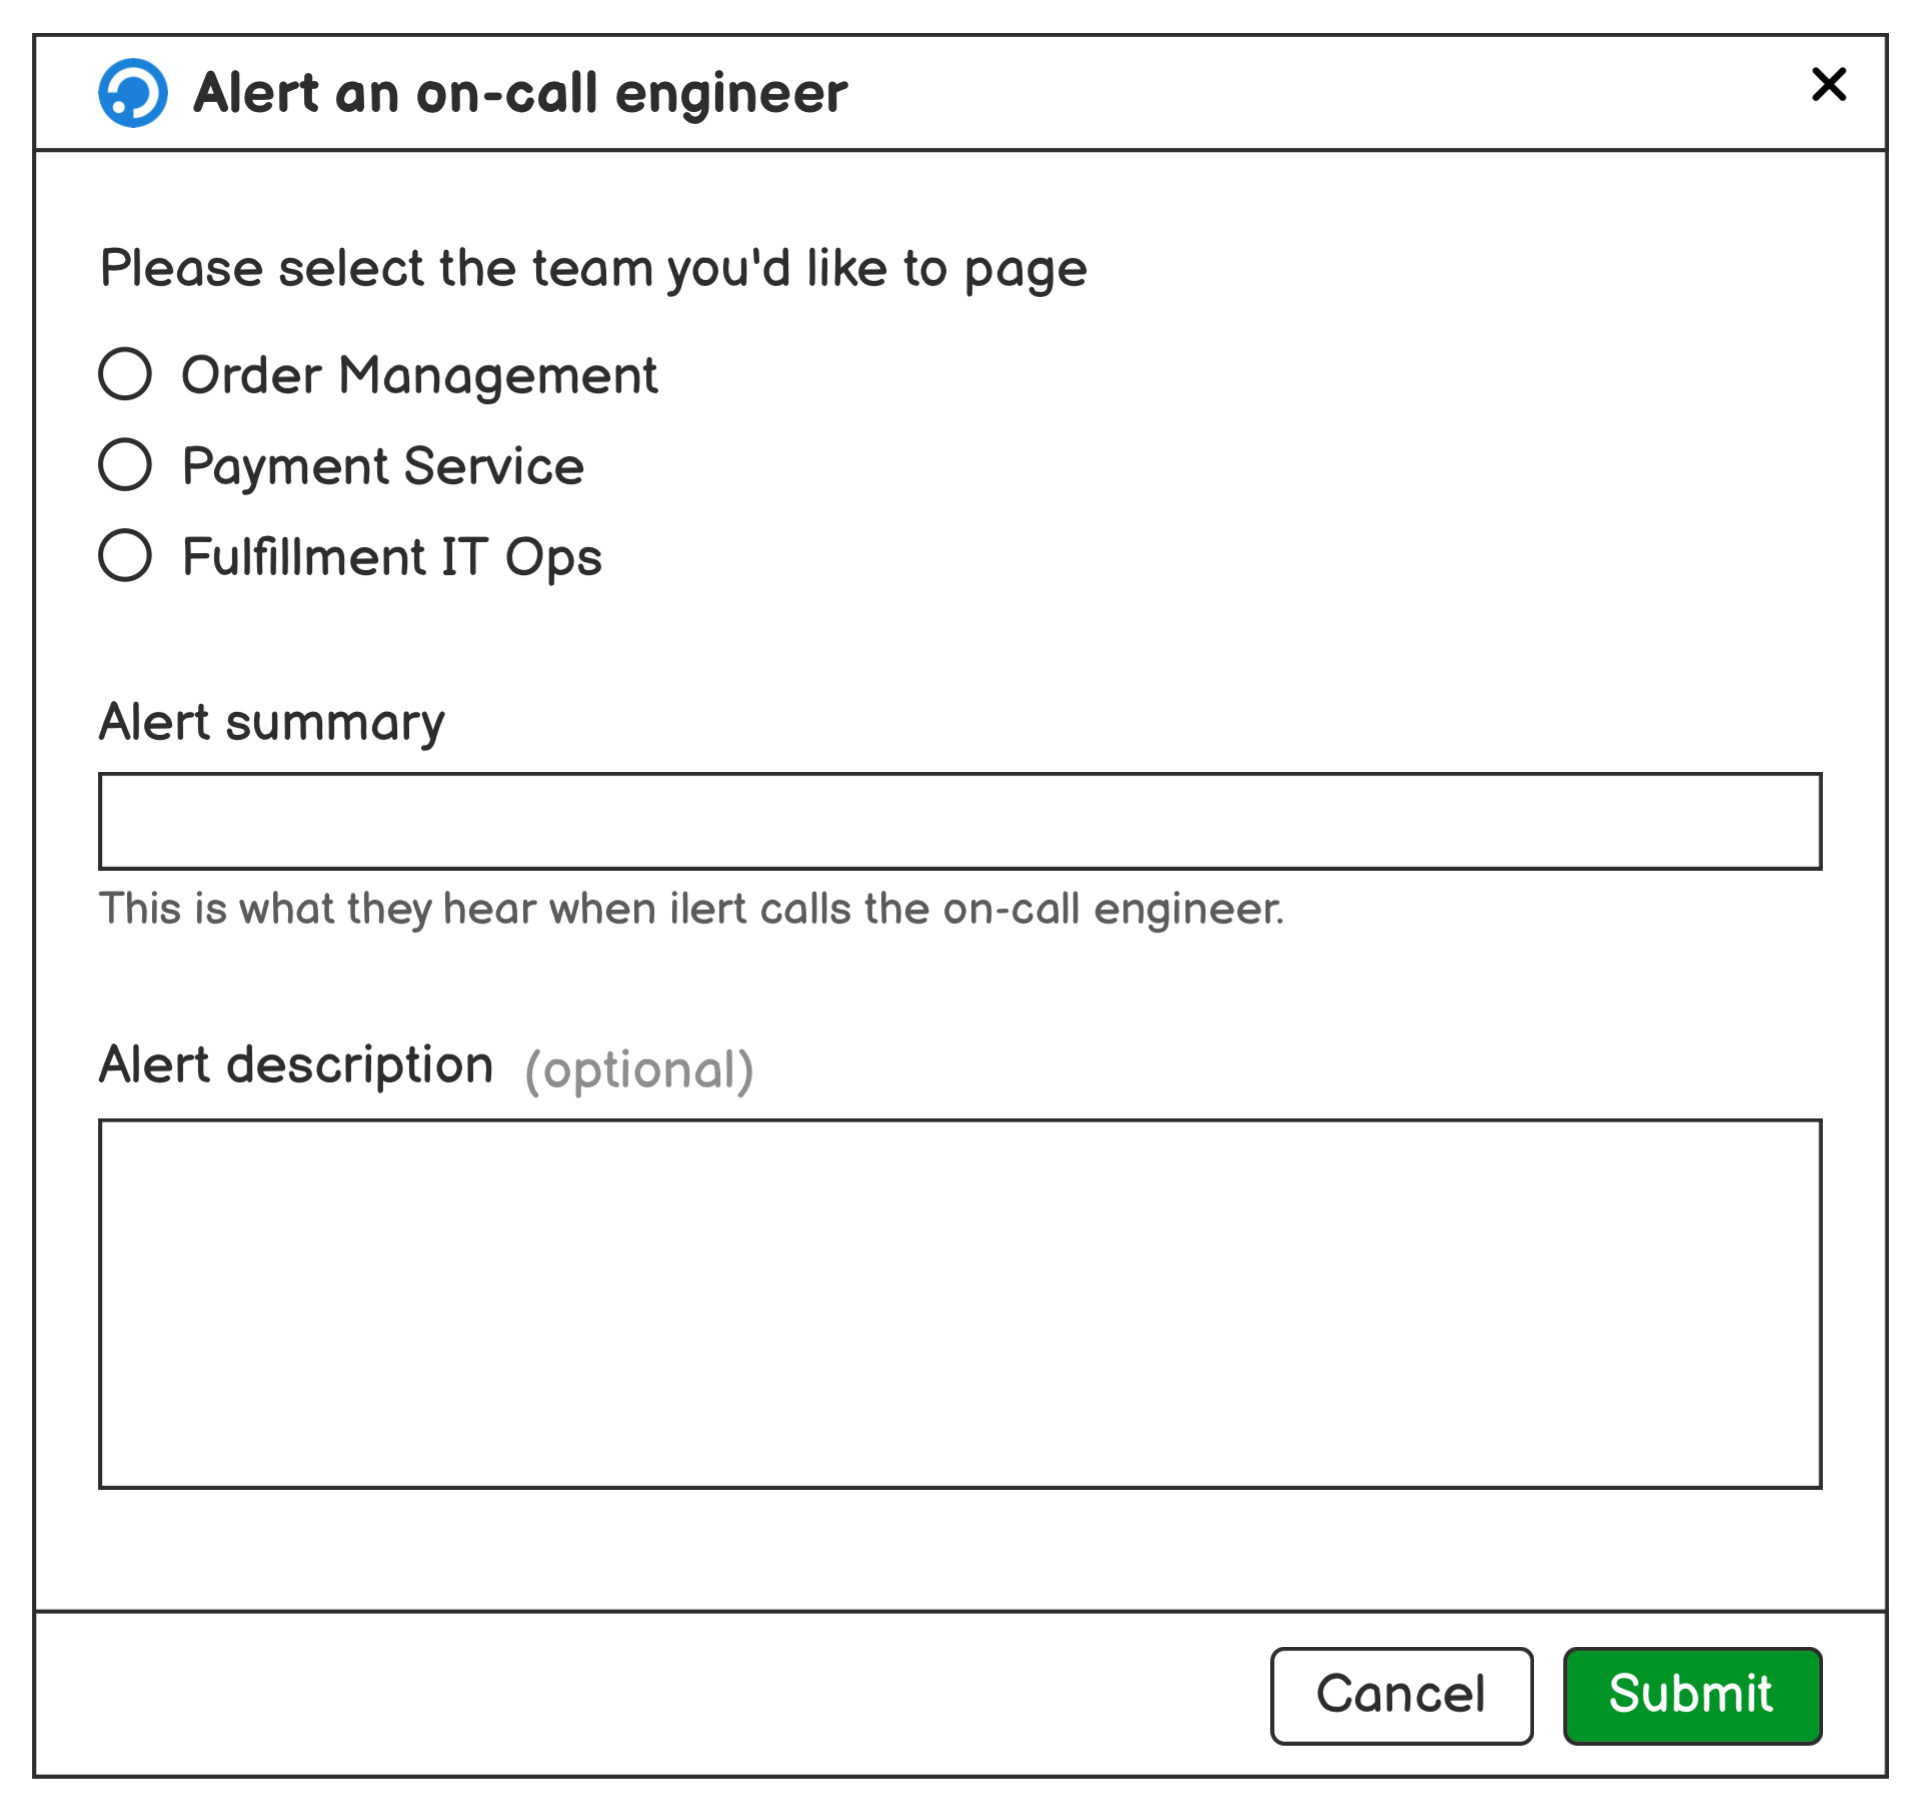 Alert an on-call engineer
Please select the team you'd like to page
Order Management
Payment Service
Fulfillment IT Ops
Alert summary
This is what they hear when ilert calls the on-call engineer.
Alert description (optional)
Cancel Submit